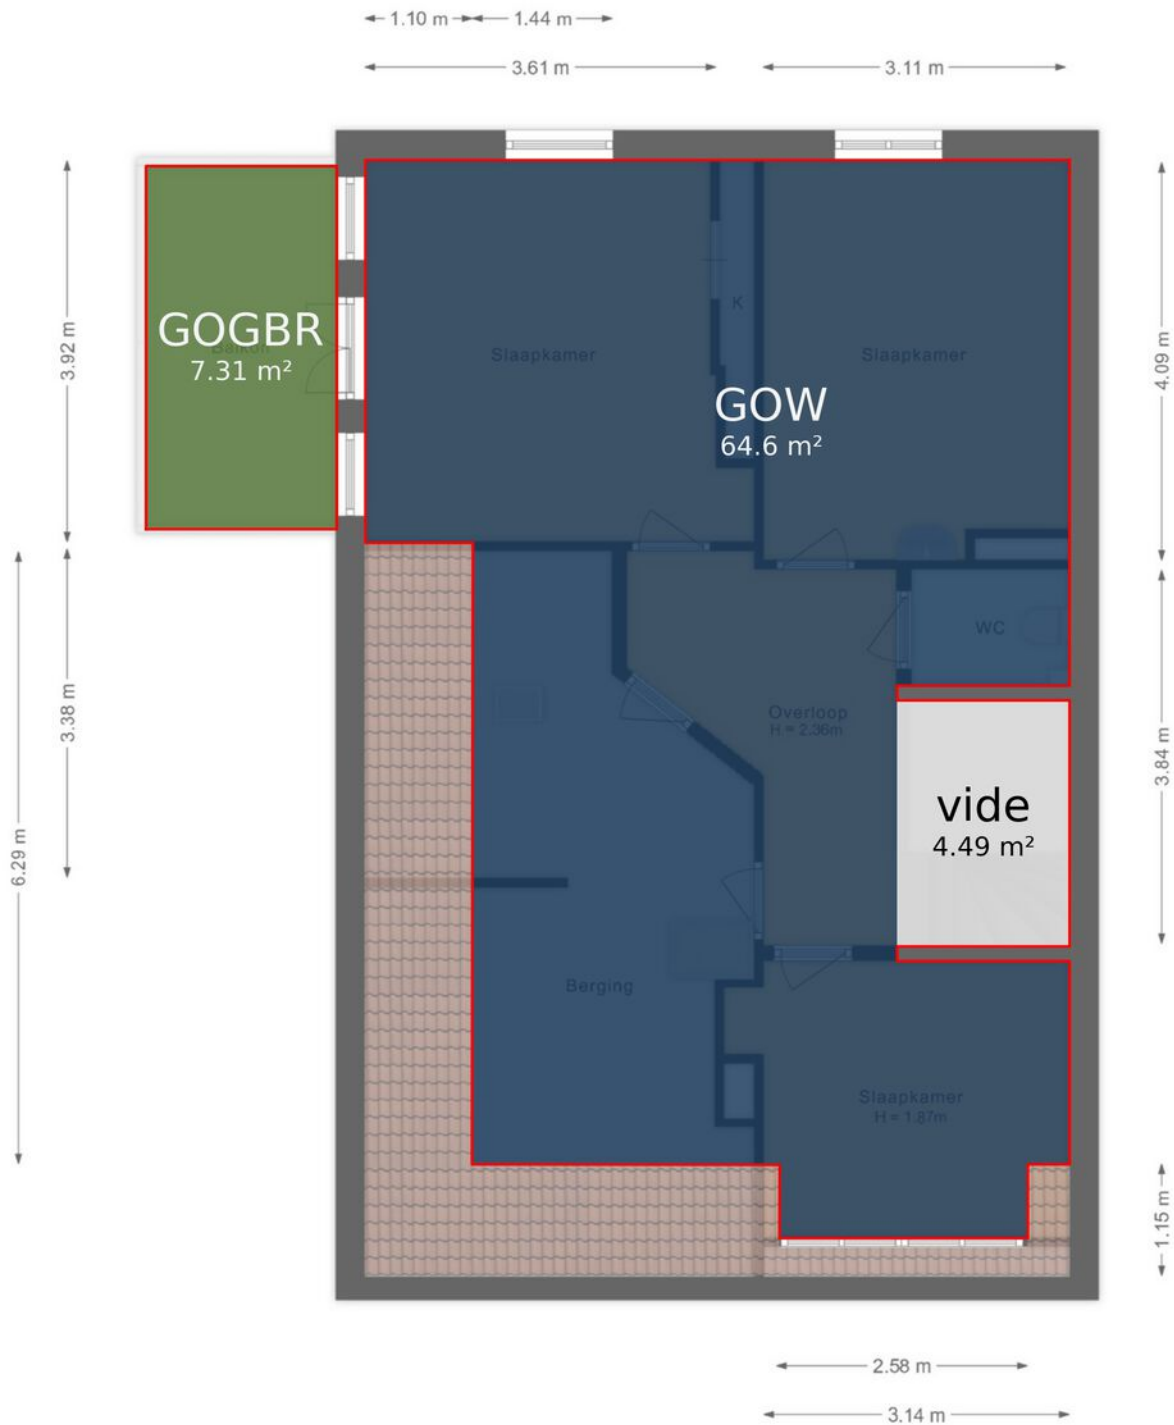 1.10 m 1.44 m
3.61 m 3.11 m
3.92 m
4.09 m
GOGBR
7.31 m²
Balkon
Slaapkamer
K
Slaapkamer
GOW
64.6 m²
WC
Overloop
H = 2.36m
3.38 m
6.29 m
3.84 m
vide
4.49 m²
Berging
Slaapkamer
H = 1.87m
1.15 m
2.58 m
3.14 m